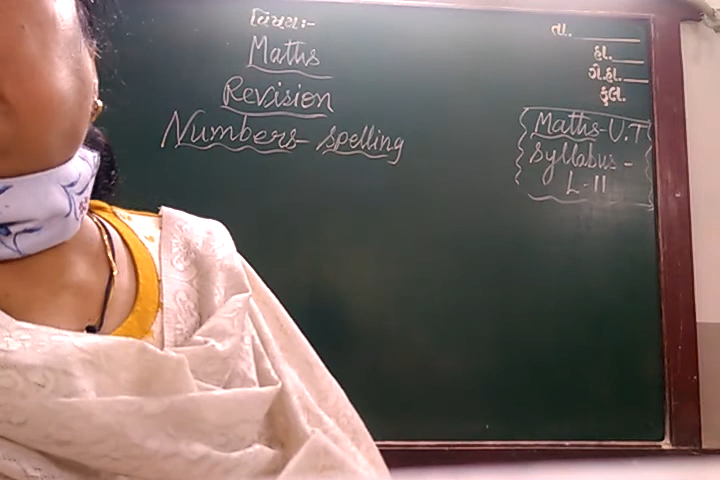 વિષય:-
Maths
Revision
Numbers- spelling
તા.
હા.
ગે.હા.
કુલ.
Maths-U.T
Syllabus -
L-11